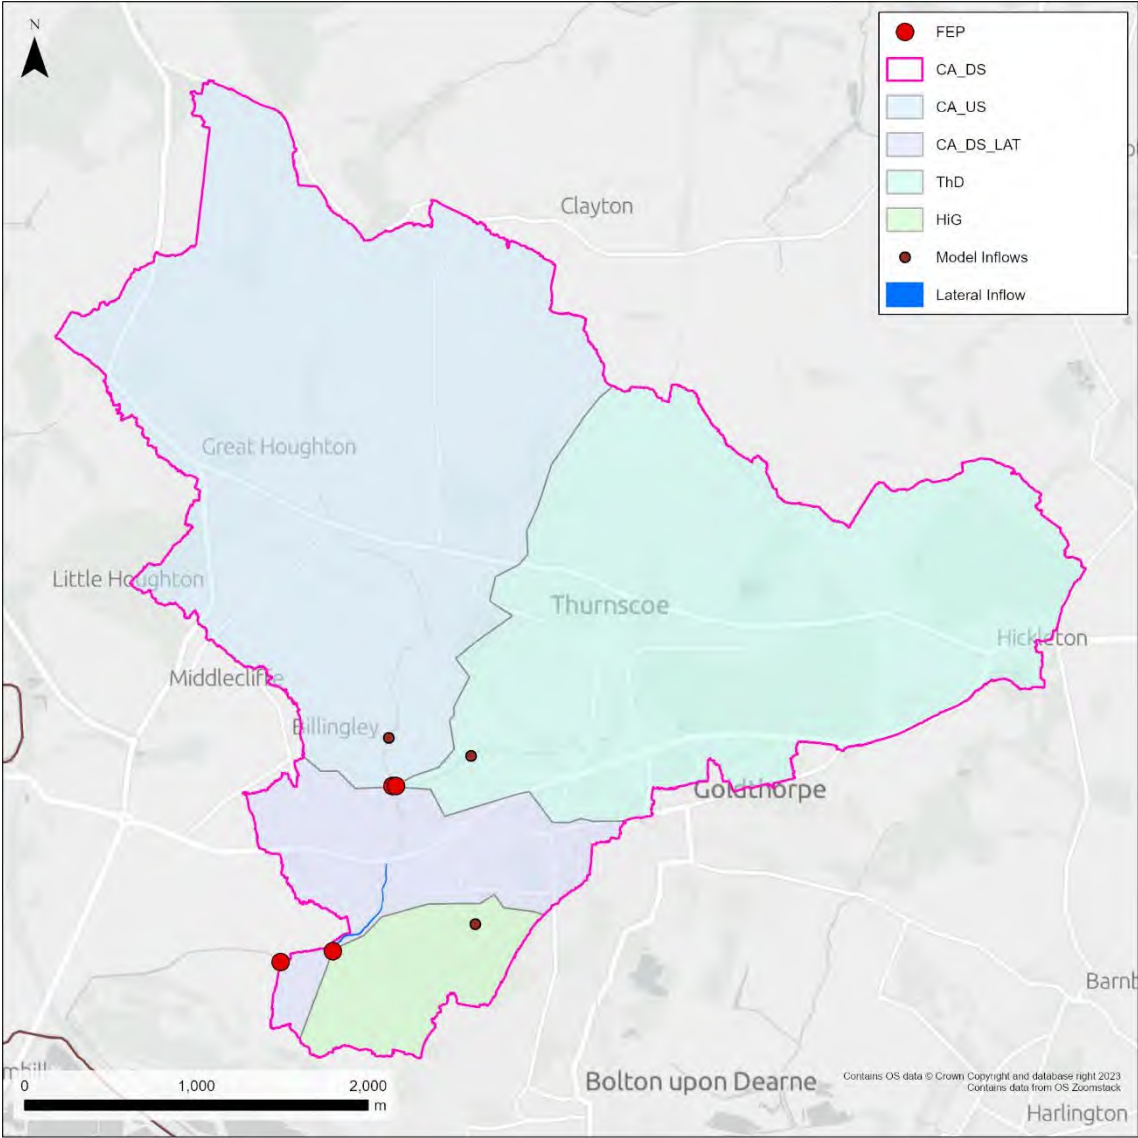 N
FEP
CA_DS
CA_US
CA_DS_LAT
ThD
HiG
Model Inflows
Lateral Inflow
Clayton
Great Houghton
Little Houghton
Thurnscoe
Hickleton
Middlecliffe
Billingley
Goldthorpe
Barnb
Bolton upon Dearne
Harlington
0 1,000 2,000
m
Contains OS data © Crown Copyright and database right 2023
Contains data from OS Zoomstack